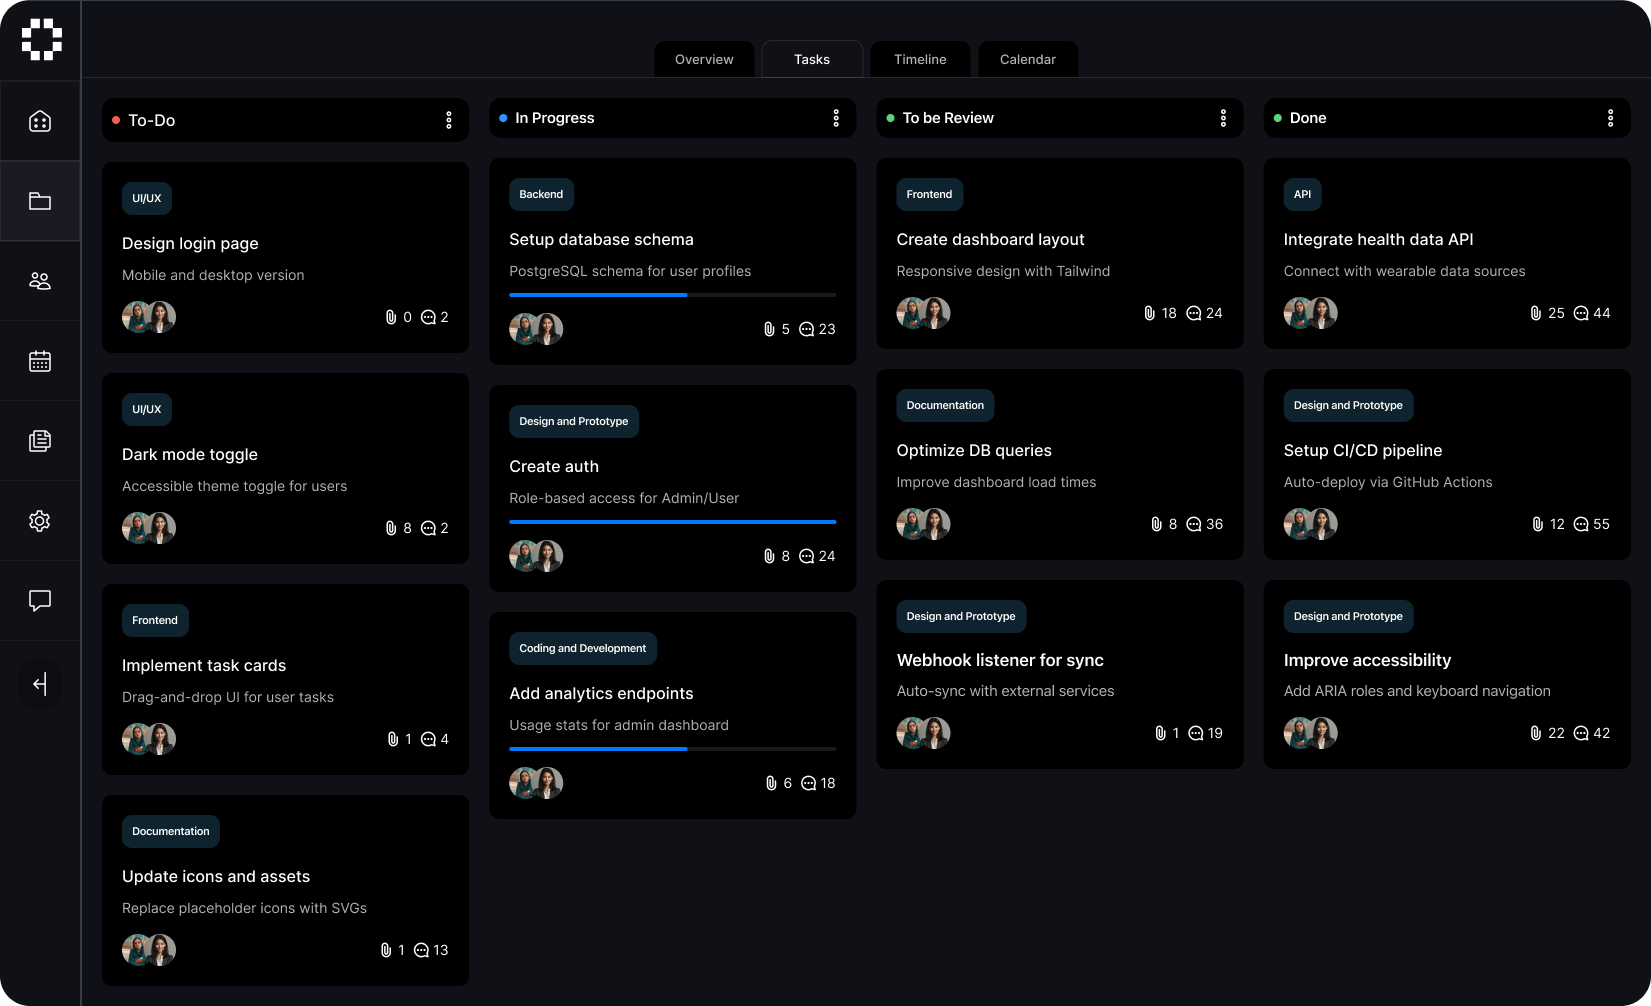 Overview
Tasks
Timeline
Calendar
To-Do
UI/UX
Design login page
Mobile and desktop version
0 2
UI/UX
Dark mode toggle
Accessible theme toggle for users
8 2
Frontend
Implement task cards
Drag-and-drop UI for user tasks
1 4
Documentation
Update icons and assets
Replace placeholder icons with SVGs
1 13
In Progress
Backend
Setup database schema
PostgreSQL schema for user profiles
5 23
Design and Prototype
Create auth
Role-based access for Admin/User
8 24
Coding and Development
Add analytics endpoints
Usage stats for admin dashboard
6 18
To be Review
Frontend
Create dashboard layout
Responsive design with Tailwind
18 24
Documentation
Optimize DB queries
Improve dashboard load times
8 36
Design and Prototype
Webhook listener for sync
Auto-sync with external services
1 19
Done
API
Integrate health data API
Connect with wearable data sources
25 44
Design and Prototype
Setup CI/CD pipeline
Auto-deploy via GitHub Actions
12 55
Design and Prototype
Improve accessibility
Add ARIA roles and keyboard navigation
22 42